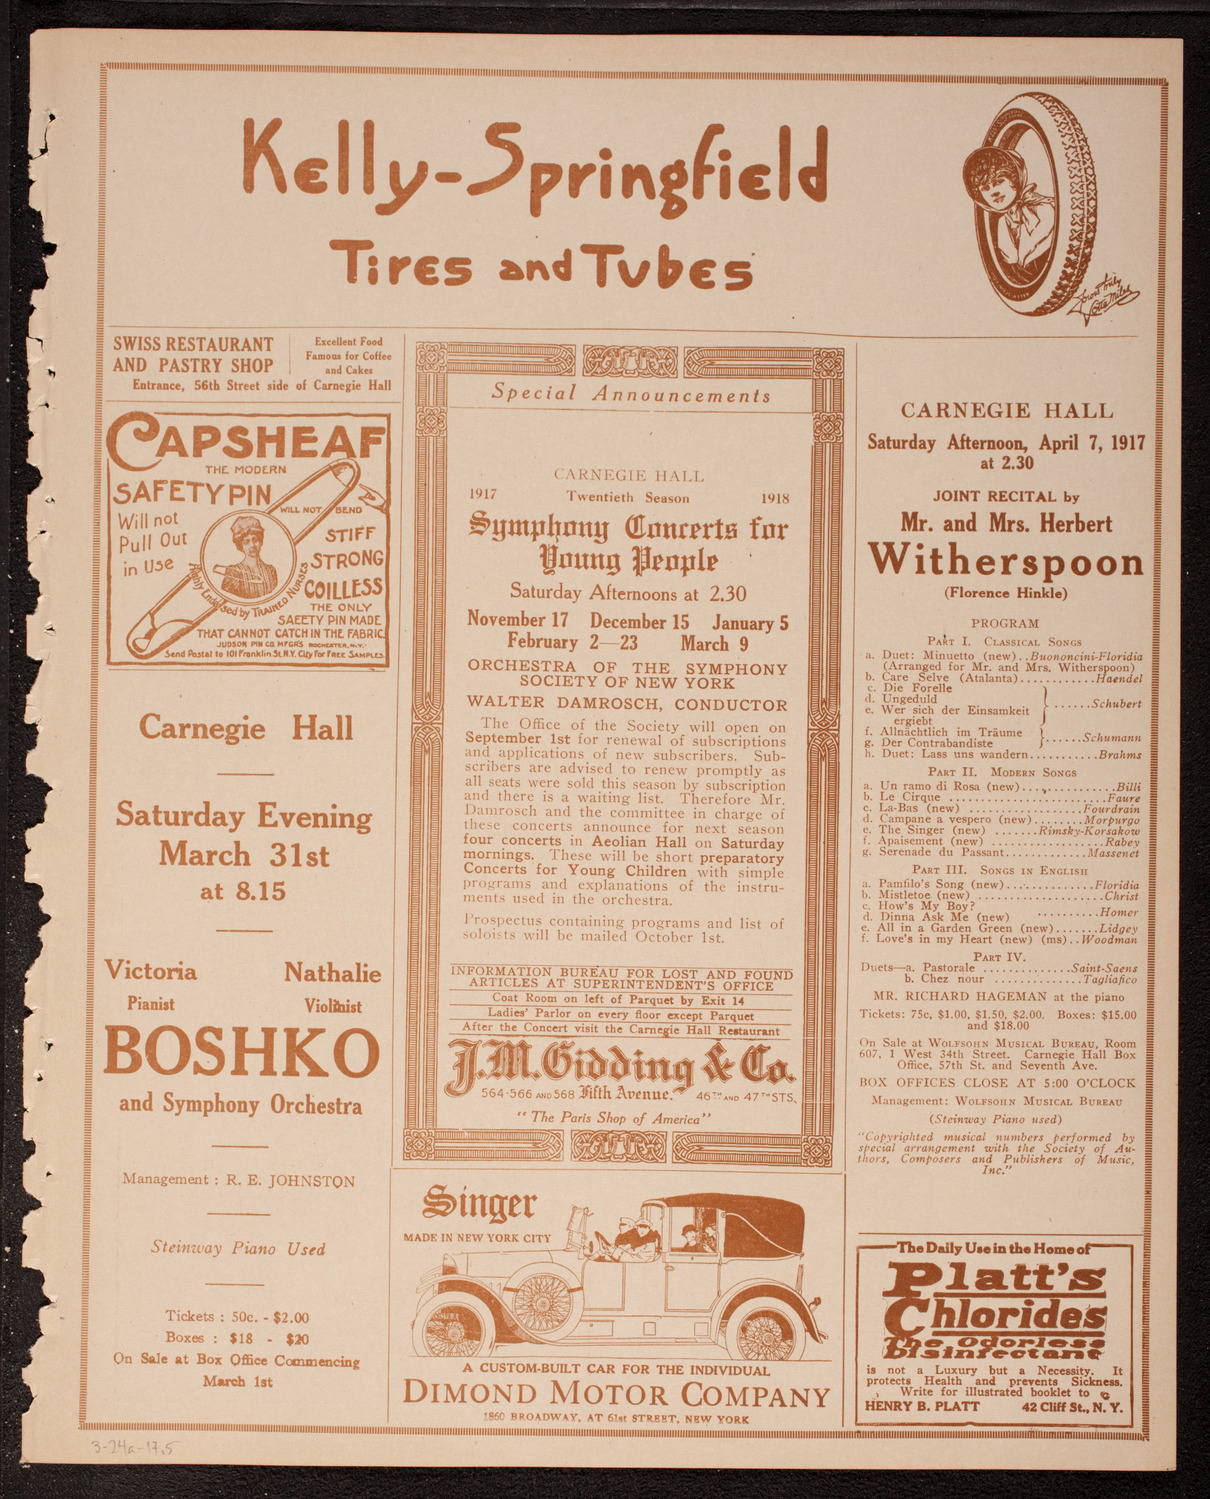 Kelly-Springfield
Tires and Tubes
Yours truly
Lotta Miles
SWISS RESTAURANT
AND PASTRY SHOP
Excellent Food
Famous for Coffee
and Cakes
Entrance, 56th Street side of Carnegie Hall
CAPSHEAF
THE MODERN
SAFETY PIN
WILL NOT BEND
Will not
Pull Out
in Use
STIFF
STRONG
COILLESS
Highly Endorsed by TRAINED NURSES
THE ONLY
SAFETY PIN MADE
THAT CANNOT CATCH IN THE FABRIC.
JUDSON PIN CO. MFGRS ROCHESTER, N.Y.
Send Postal to 101 Franklin St. N.Y. City for FREE SAMPLES.
Carnegie Hall
Saturday Evening
March 31st
at 8.15
Victoria Nathalie
Pianist Violinist
BOSHKO
and Symphony Orchestra
Management : R. E. JOHNSTON
Steinway Piano Used
Tickets : 50c. - $2.00
Boxes : $18 - $20
On Sale at Box Office Commencing
March 1st
Special Announcements
CARNEGIE HALL
1917 Twentieth Season 1918
Symphony Concerts for
Young People
Saturday Afternoons at 2.30
November 17 December 15 January 5
February 2—23 March 9
ORCHESTRA OF THE SYMPHONY
SOCIETY OF NEW YORK
WALTER DAMROSCH, CONDUCTOR
The Office of the Society will open on
September 1st for renewal of subscriptions
and applications of new subscribers. Sub-
scribers are advised to renew promptly as
all seats were sold this season by subscription
and there is a waiting list. Therefore Mr.
Damrosch and the committee in charge of
these concerts announce for next season
four concerts in Aeolian Hall on Saturday
mornings. These will be short preparatory
Concerts for Young Children with simple
programs and explanations of the instru-
ments used in the orchestra.
Prospectus containing programs and list of
soloists will be mailed October 1st.
INFORMATION BUREAU FOR LOST AND FOUND
ARTICLES AT SUPERINTENDENT'S OFFICE
Coat Room on left of Parquet by Exit 14
Ladies' Parlor on every floor except Parquet
After the Concert visit the Carnegie Hall Restaurant
J.M. Gidding & Co.
564-566 AND 568 Fifth Avenue. 46TH AND 47TH STS.
"The Paris Shop of America"
Singer
MADE IN NEW YORK CITY
A CUSTOM-BUILT CAR FOR THE INDIVIDUAL
DIMOND MOTOR COMPANY
1860 BROADWAY, AT 61st STREET, NEW YORK
CARNEGIE HALL
Saturday Afternoon, April 7, 1917
at 2.30
JOINT RECITAL by
Mr. and Mrs. Herbert
Witherspoon
(Florence Hinkle)
PROGRAM
PART I. CLASSICAL SONGS
a. Duet: Minuetto (new)..Buononcini-Floridia
(Arranged for Mr. and Mrs. Witherspoon)
b. Care Selve (Atalanta)............Haendel
c. Die Forelle
d. Ungeduld
e. Wer sich der Einsamkeit
ergiebt
......Schubert
f. Allnächtlich im Träume
g. Der Contrabandiste
......Schumann
h. Duet: Lass uns wandern..........Brahms
PART II. MODERN SONGS
a. Un ramo di Rosa (new)..............Billi
b. Le Cirque ........................Faure
c. La-Bas (new) .................Fourdrain
d. Campane a vespero (new)........Morpurgo
e. The Singer (new) .......Rimsky-Korsakow
f. Apaisement (new) .................Rabey
g. Serenade du Passant............Massenet
PART III. SONGS IN ENGLISH
a. Pamfilo's Song (new).............Floridia
b. Mistletoe (new) ...................Christ
c. How's My Boy?
d. Dinna Ask Me (new)
..........Homer
e. All in a Garden Green (new).......Lidgey
f. Love's in my Heart (new) (ms)..Woodman
PART IV.
Duets—a. Pastorale ..............Saint-Saens
b. Chez nour .............Tagliafico
MR. RICHARD HAGEMAN at the piano
Tickets: 75c, $1.00, $1.50, $2.00. Boxes: $15.00
and $18.00
On Sale at WOLFSOHN MUSICAL BUREAU, Room
607, 1 West 34th Street. Carnegie Hall Box
Office, 57th St. and Seventh Ave.
BOX OFFICES CLOSE AT 5:00 O'CLOCK
Management: WOLFSOHN MUSICAL BUREAU
(Steinway Piano used)
"Copyrighted musical numbers performed by
special arrangement with the Society of Au-
thors, Composers and Publishers of Music,
Inc."
The Daily Use in the Home of
Platt's
Chlorides
The Odorless
Disinfectant
is not a Luxury but a Necessity. It
protects Health and prevents Sickness.
Write for illustrated booklet to
HENRY B. PLATT 42 Cliff St., N. Y.
3-24a-17.5